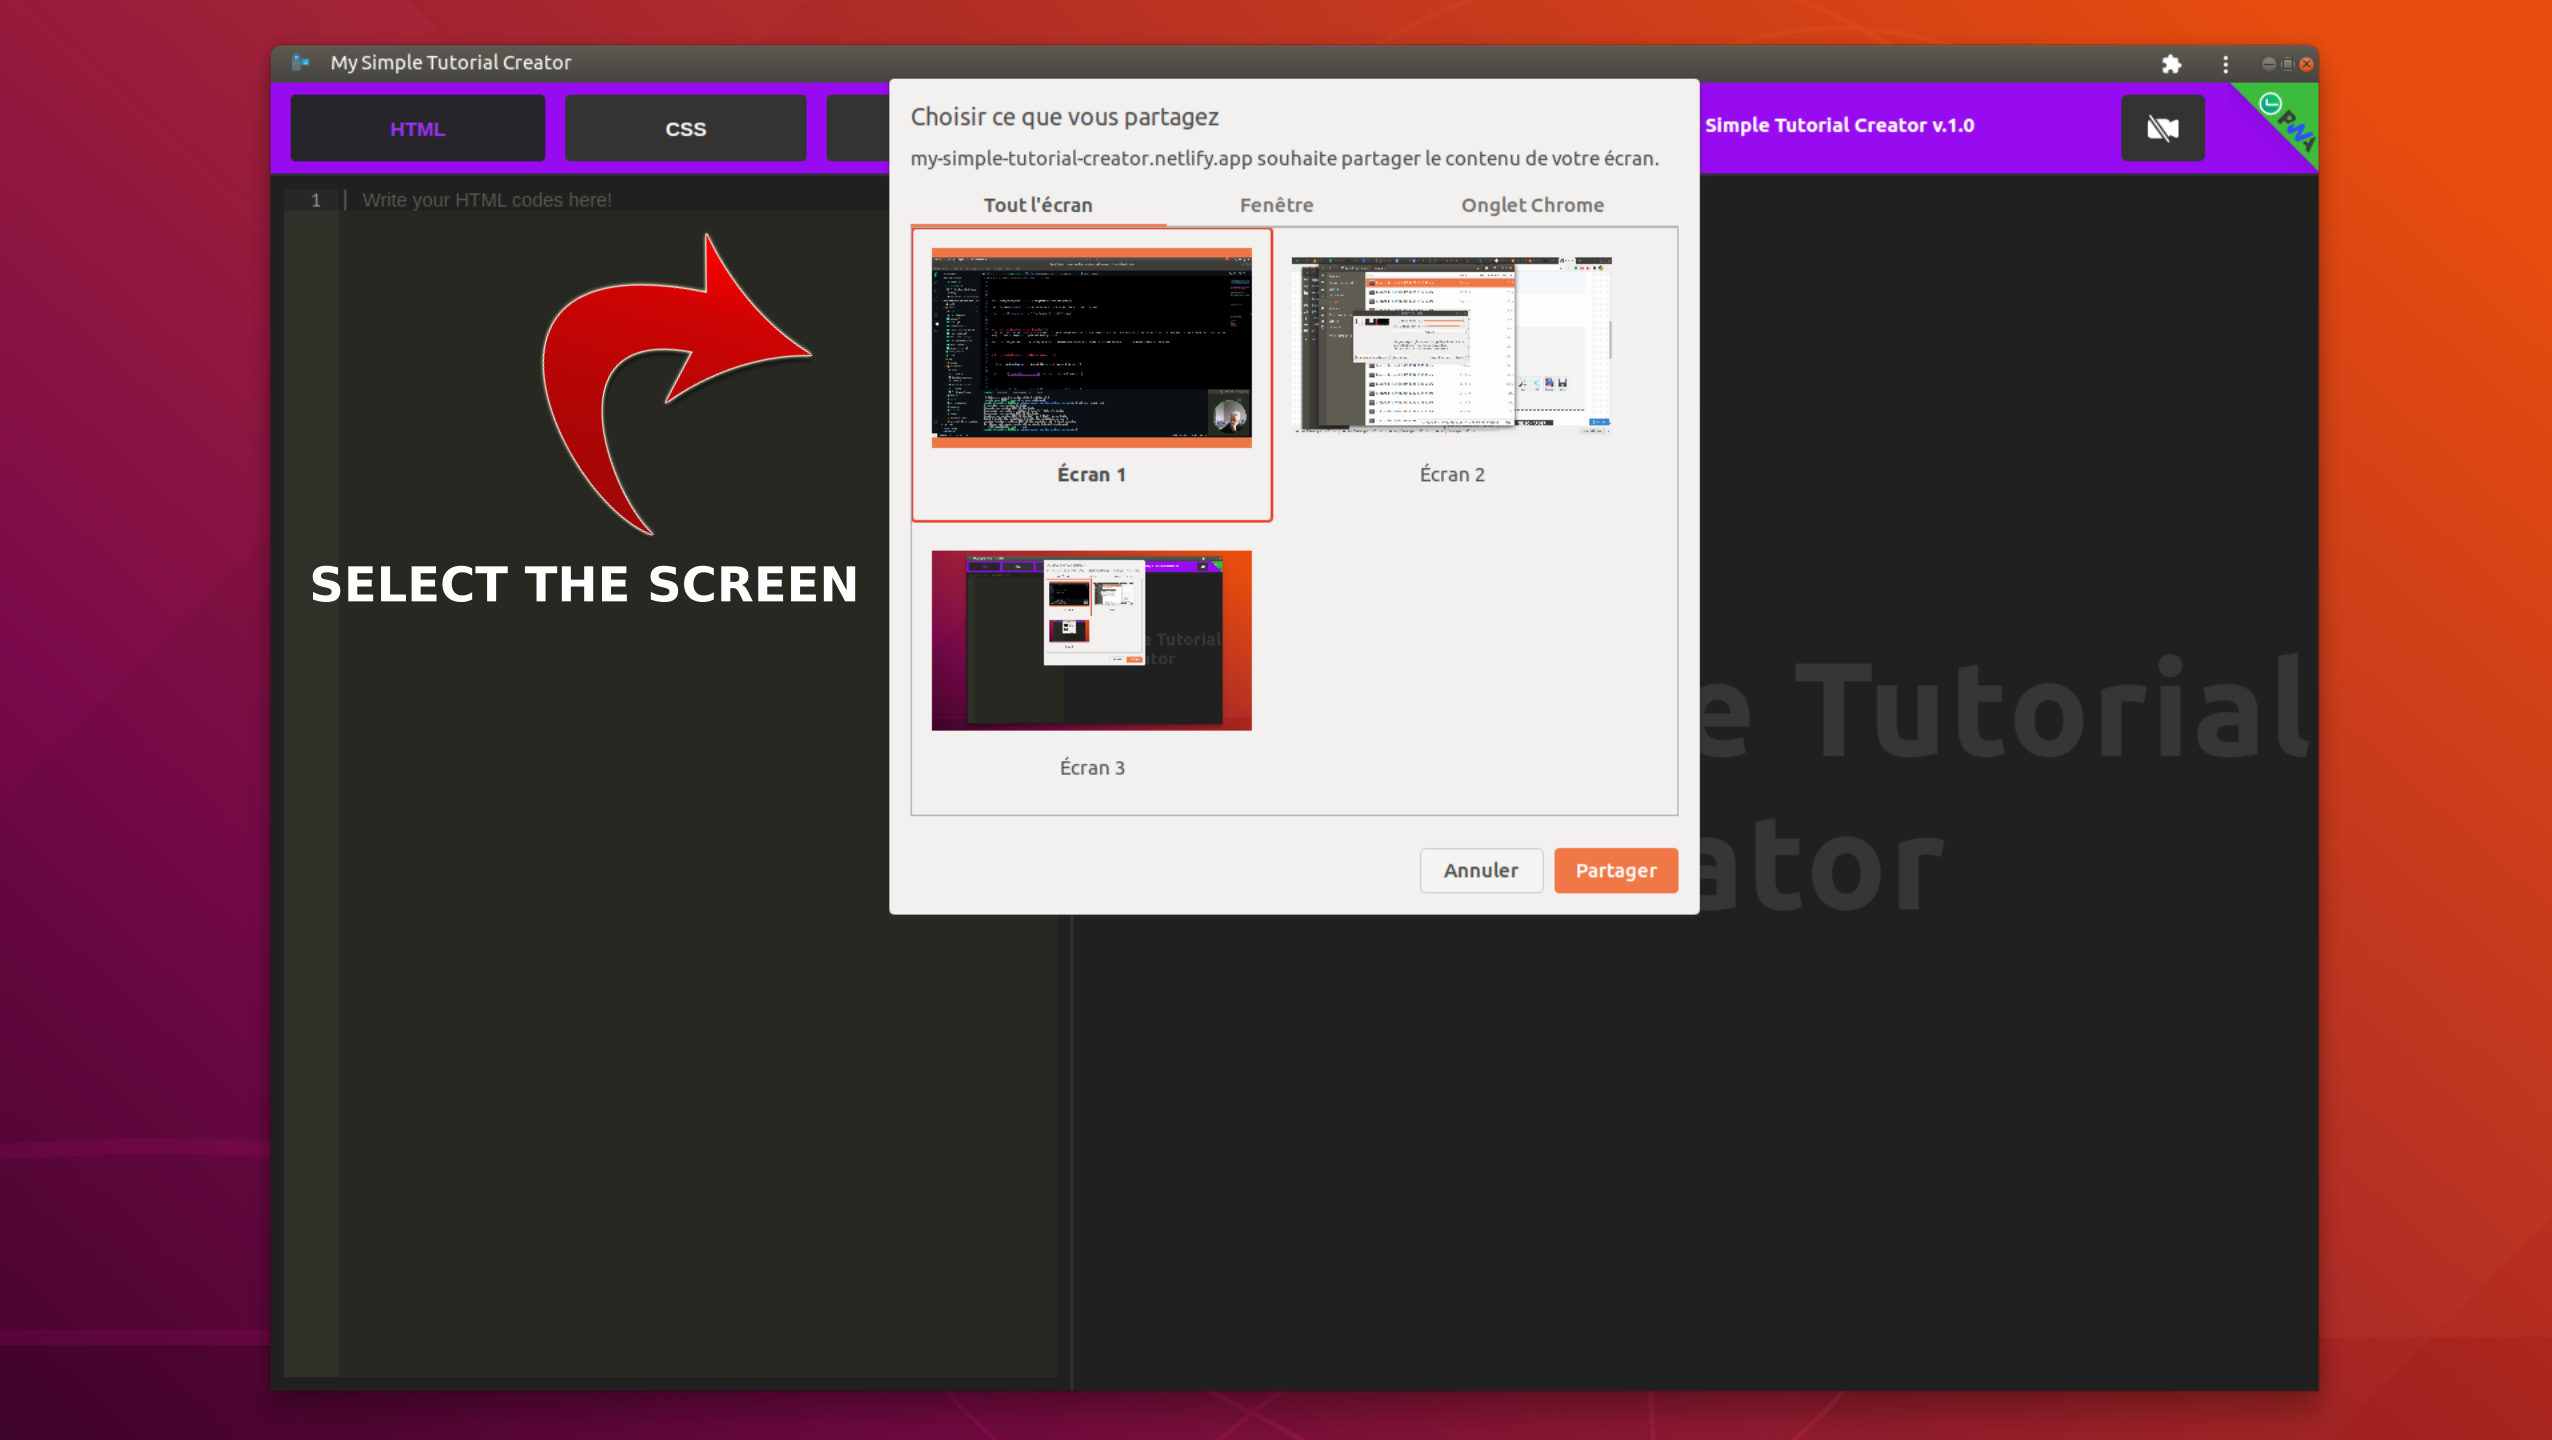 My Simple Tutorial Creator
HTML
CSS
Simple Tutorial Creator v.1.0
PWA
1
Write your HTML codes here!
SELECT THE SCREEN
Choisir ce que vous partagez
my-simple-tutorial-creator.netlify.app souhaite partager le contenu de votre écran.
Tout l'écran
Fenêtre
Onglet Chrome
Écran 1
Écran 2
Écran 3
e Tutorial
ator
Annuler
Partager